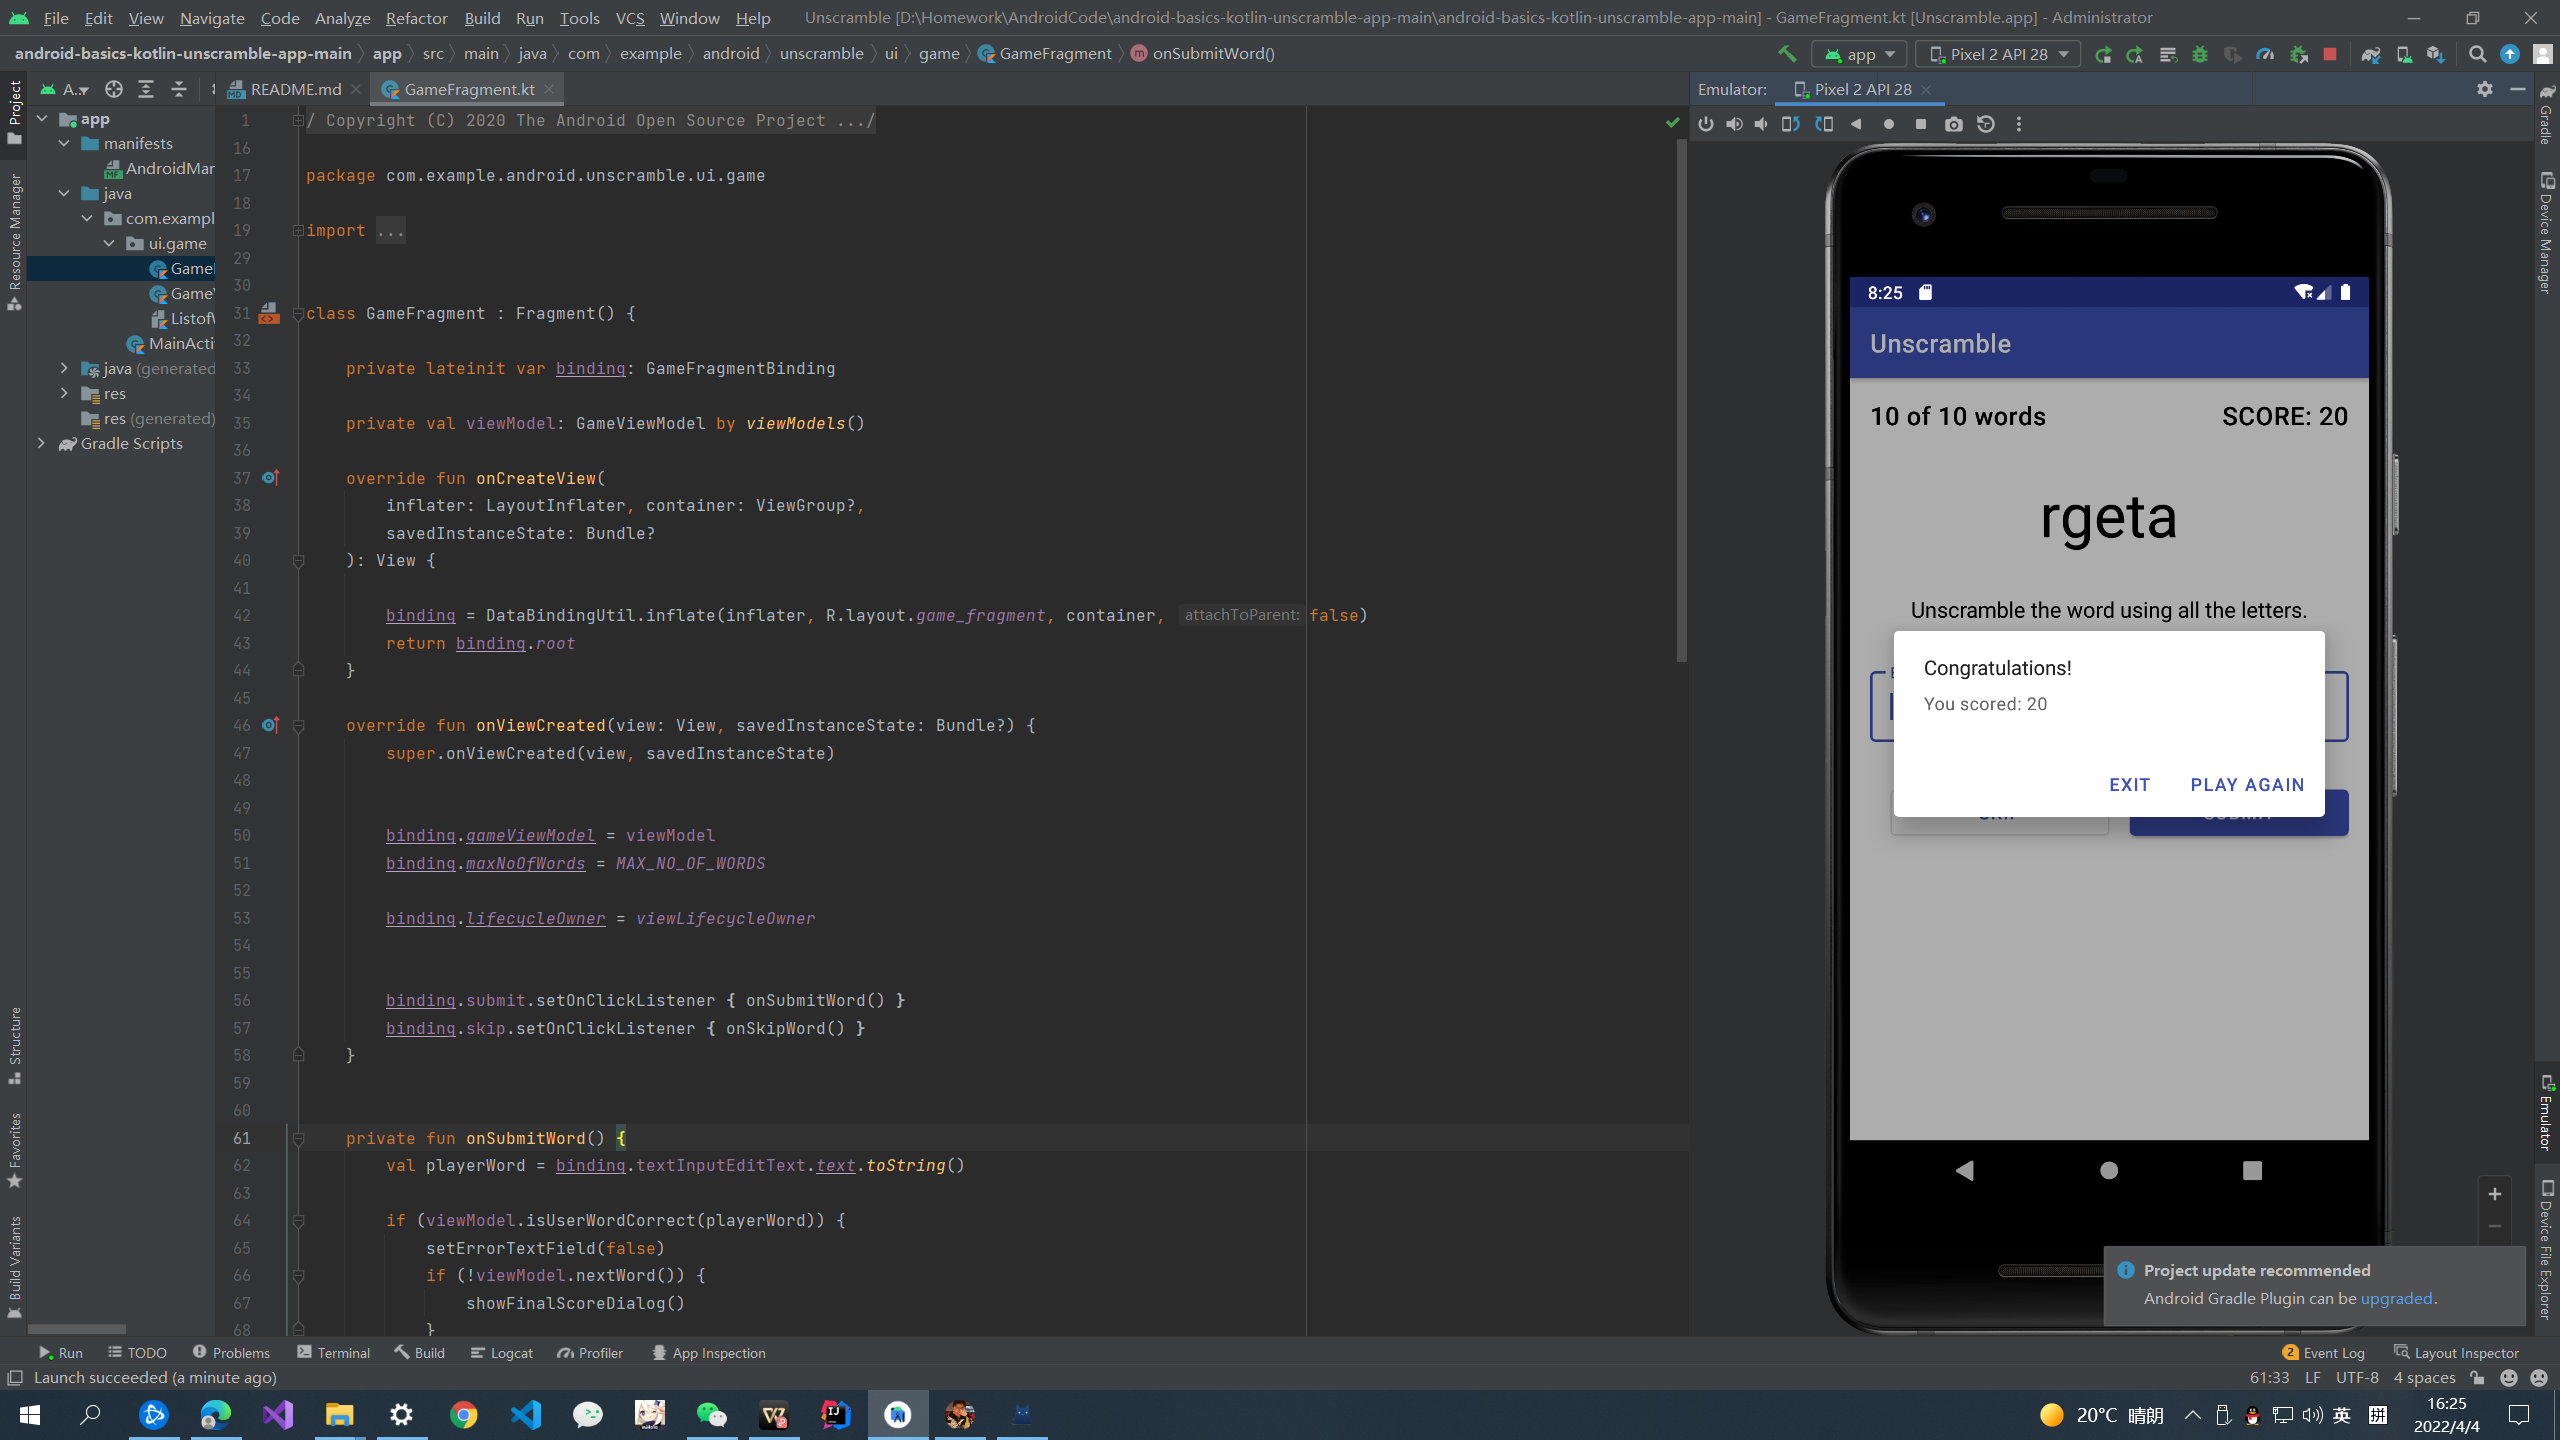 File Edit View Navigate Code Analyze Refactor Build Run Tools VCS Window Help Unscramble [D:\Homework\AndroidCode\android-basics-kotlin-unscramble-app-main\android-basics-kotlin-unscramble-app-main] - GameFragment.kt [Unscramble.app] - Administrator
android-basics-kotlin-unscramble-app-main app src main java com example android unscramble ui game GameFragment onSubmitWord()
app Pixel 2 API 28
Project
Resource Manager
Structure
Favorites
Build Variants
A...
app
manifests
AndroidMan
java
com.exampl
ui.game
Game
Game
Listof
MainActi
java (generated
res
res (generated)
Gradle Scripts
README.md GameFragment.kt
1 / Copyright (C) 2020 The Android Open Source Project .../
16
17 package com.example.android.unscramble.ui.game
18
19 import ...
29
30
31 class GameFragment : Fragment() {
32
33 private lateinit var binding: GameFragmentBinding
34
35 private val viewModel: GameViewModel by viewModels()
36
37 override fun onCreateView(
38 inflater: LayoutInflater, container: ViewGroup?,
39 savedInstanceState: Bundle?
40 ): View {
41
42 binding = DataBindingUtil.inflate(inflater, R.layout.game_fragment, container, attachToParent: false)
43 return binding.root
44 }
45
46 override fun onViewCreated(view: View, savedInstanceState: Bundle?) {
47 super.onViewCreated(view, savedInstanceState)
48
49
50 binding.gameViewModel = viewModel
51 binding.maxNoOfWords = MAX_NO_OF_WORDS
52
53 binding.lifecycleOwner = viewLifecycleOwner
54
55
56 binding.submit.setOnClickListener { onSubmitWord() }
57 binding.skip.setOnClickListener { onSkipWord() }
58 }
59
60
61 private fun onSubmitWord() {
62 val playerWord = binding.textInputEditText.text.toString()
63
64 if (viewModel.isUserWordCorrect(playerWord)) {
65 setErrorTextField(false)
66 if (!viewModel.nextWord()) {
67 showFinalScoreDialog()
68 }
Emulator: Pixel 2 API 28
8:25
Unscramble
10 of 10 words SCORE: 20
rgeta
Unscramble the word using all the letters.
Congratulations!
You scored: 20
EXIT PLAY AGAIN
Project update recommended
Android Gradle Plugin can be upgraded.
Gradle
Device Manager
Emulator
Device File Explorer
Run TODO Problems Terminal Build Logcat Profiler App Inspection 2 Event Log Layout Inspector
Launch succeeded (a minute ago) 61:33 LF UTF-8 4 spaces
20°C 晴朗 英 拼 16:25
2022/4/4